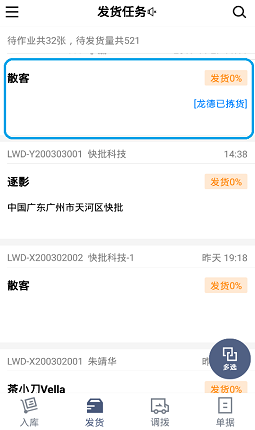 发货任务
待作业共32张，待发货量共521
散客 发货0%
[龙德已拣货]
LWD-Y200303001 快批科技 14:38
逐影 发货0%
中国广东广州市天河区快批
LWD-X200302002 快批科技-1 昨天 19:18
散客 发货0%
多选
LWD-X200302001 朱靖华 昨天
茶小刀Vella 发货0%
入库 发货 调拨 单据